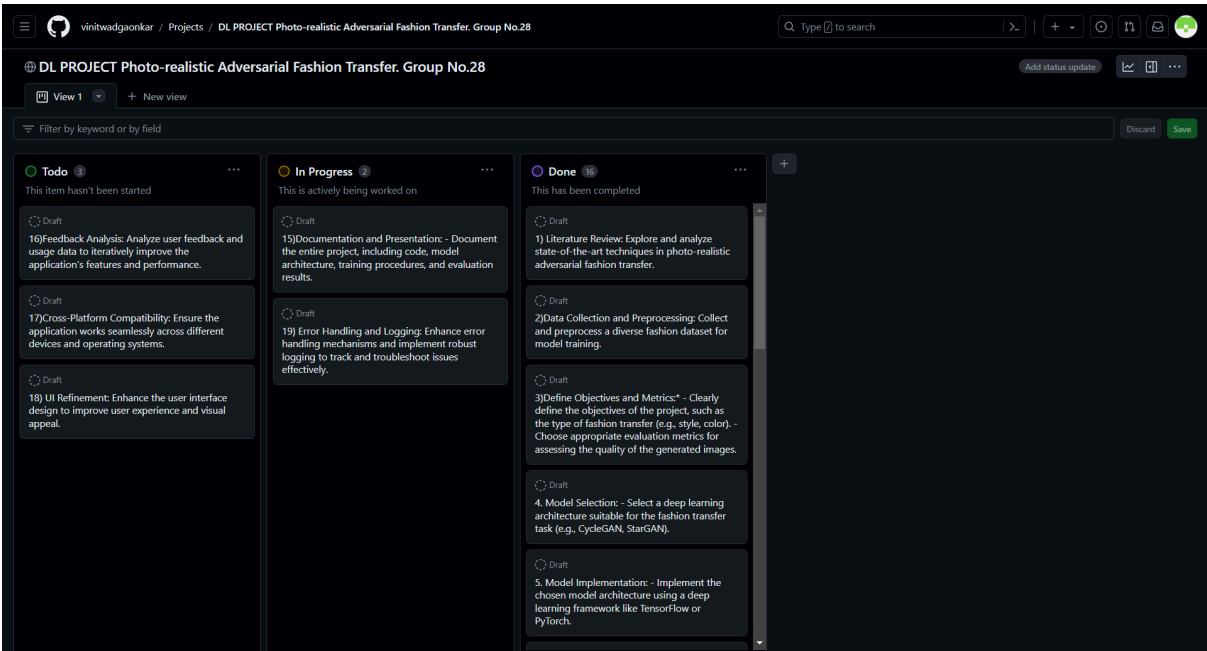 vinitwadgaonkar / Projects / DL PROJECT Photo-realistic Adversarial Fashion Transfer. Group No.28
Type / to search
DL PROJECT Photo-realistic Adversarial Fashion Transfer. Group No.28
Add status update
View 1
+ New view
Filter by keyword or by field
Discard
Save
Todo 3
This item hasn't been started
Draft
16)Feedback Analysis: Analyze user feedback and
usage data to iteratively improve the
application's features and performance.
Draft
17)Cross-Platform Compatibility: Ensure the
application works seamlessly across different
devices and operating systems.
Draft
18) UI Refinement: Enhance the user interface
design to improve user experience and visual
appeal.
In Progress 2
This is actively being worked on
Draft
15)Documentation and Presentation: - Document
the entire project, including code, model
architecture, training procedures, and evaluation
results.
Draft
19) Error Handling and Logging: Enhance error
handling mechanisms and implement robust
logging to track and troubleshoot issues
effectively.
Done 16
This has been completed
Draft
1) Literature Review: Explore and analyze
state-of-the-art techniques in photo-realistic
adversarial fashion transfer.
Draft
2)Data Collection and Preprocessing: Collect
and preprocess a diverse fashion dataset for
model training.
Draft
3)Define Objectives and Metrics:* - Clearly
define the objectives of the project, such as
the type of fashion transfer (e.g., style, color). -
Choose appropriate evaluation metrics for
assessing the quality of the generated images.
Draft
4. Model Selection: - Select a deep learning
architecture suitable for the fashion transfer
task (e.g., CycleGAN, StarGAN).
Draft
5. Model Implementation: - Implement the
chosen model architecture using a deep
learning framework like TensorFlow or
PyTorch.